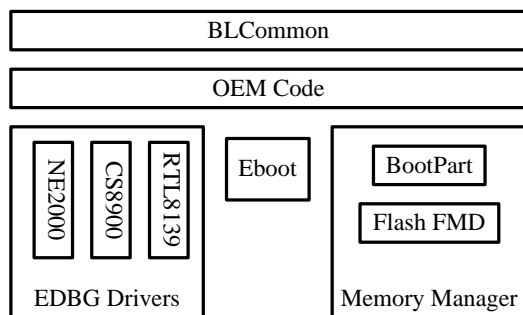 BLCommon
OEM Code
NE2000
CS8900
RTL8139
EDBG Drivers
Eboot
BootPart
Flash FMD
Memory Manager